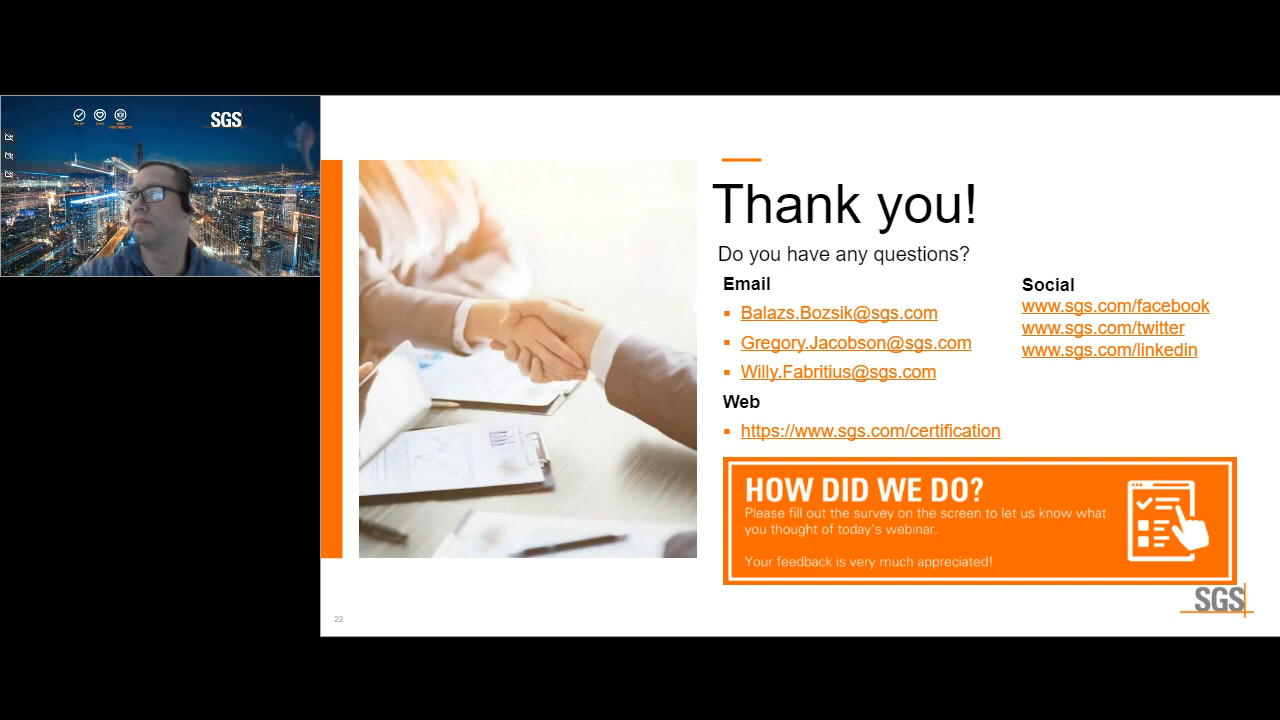 SGS
Thank you!
Do you have any questions?
Email
▪ Balazs.Bozsik@sgs.com
▪ Gregory.Jacobson@sgs.com
▪ Willy.Fabritius@sgs.com
Web
▪ https://www.sgs.com/certification
Social
www.sgs.com/facebook
www.sgs.com/twitter
www.sgs.com/linkedin
HOW DID WE DO?
Please fill out the survey on the screen to let us know what
you thought of today's webinar.
Your feedback is very much appreciated!
SGS
22